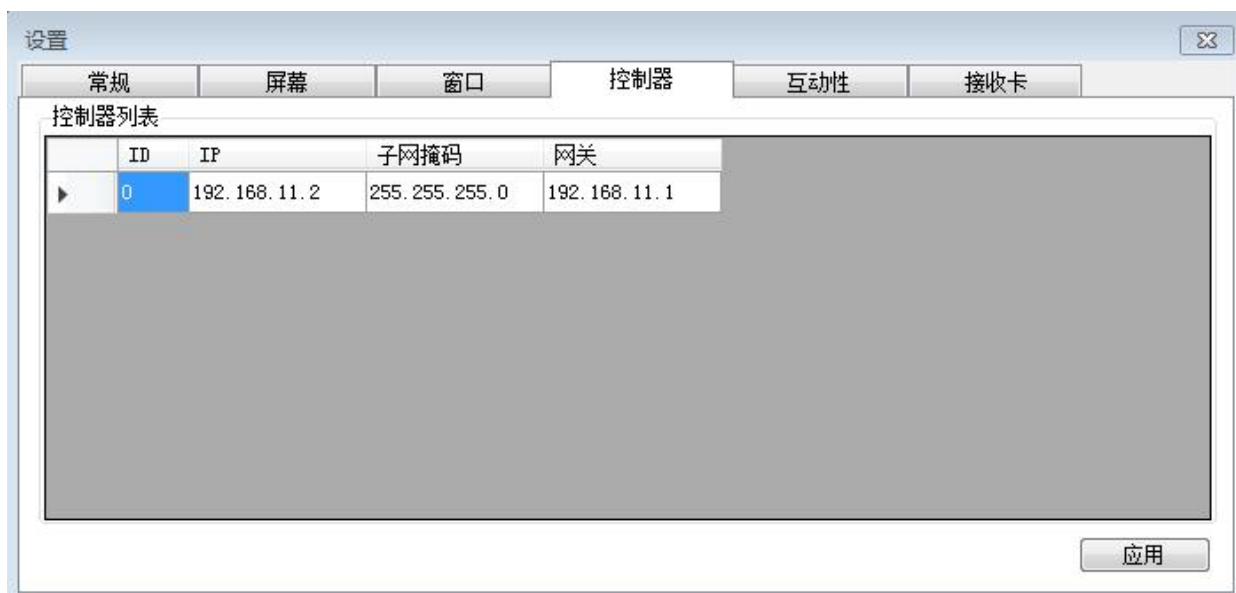 设置
常规 屏幕 窗口 控制器 互动性 接收卡
控制器列表
ID IP 子网掩码 网关
0 192.168.11.2 255.255.255.0 192.168.11.1
应用